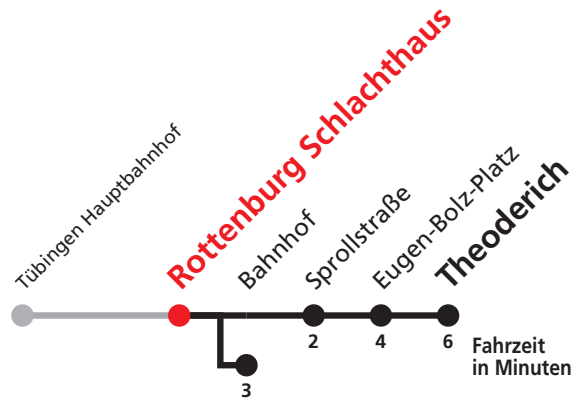 Tübingen Hauptbahnhof
Rottenburg Schlachthaus
Bahnhof
Sprollstraße
Eugen-Bolz-Platz
Theoderich
2
4
6
3
Fahrzeit
in Minuten